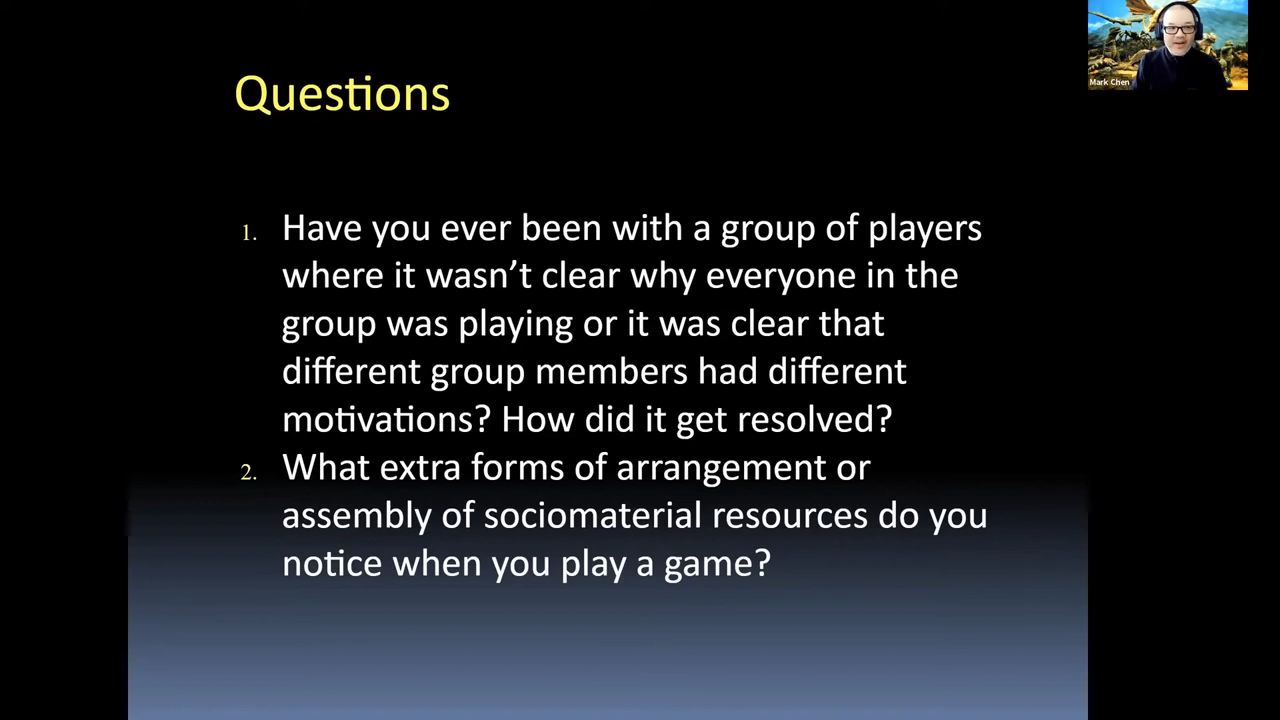 Mark Chen
Questions
1. Have you ever been with a group of players
where it wasn’t clear why everyone in the
group was playing or it was clear that
different group members had different
motivations? How did it get resolved?
2. What extra forms of arrangement or
assembly of sociomaterial resources do you
notice when you play a game?